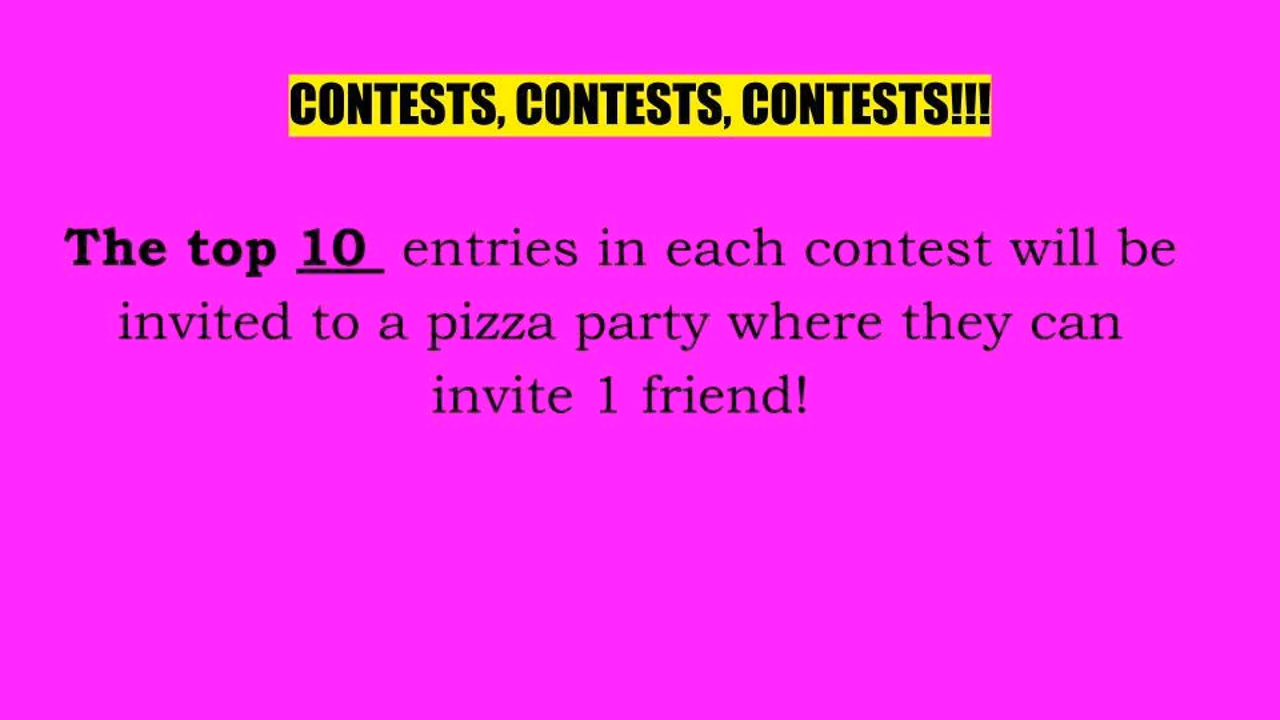 CONTESTS, CONTESTS, CONTESTS!!!
The top 10 entries in each contest will be
invited to a pizza party where they can
invite 1 friend!